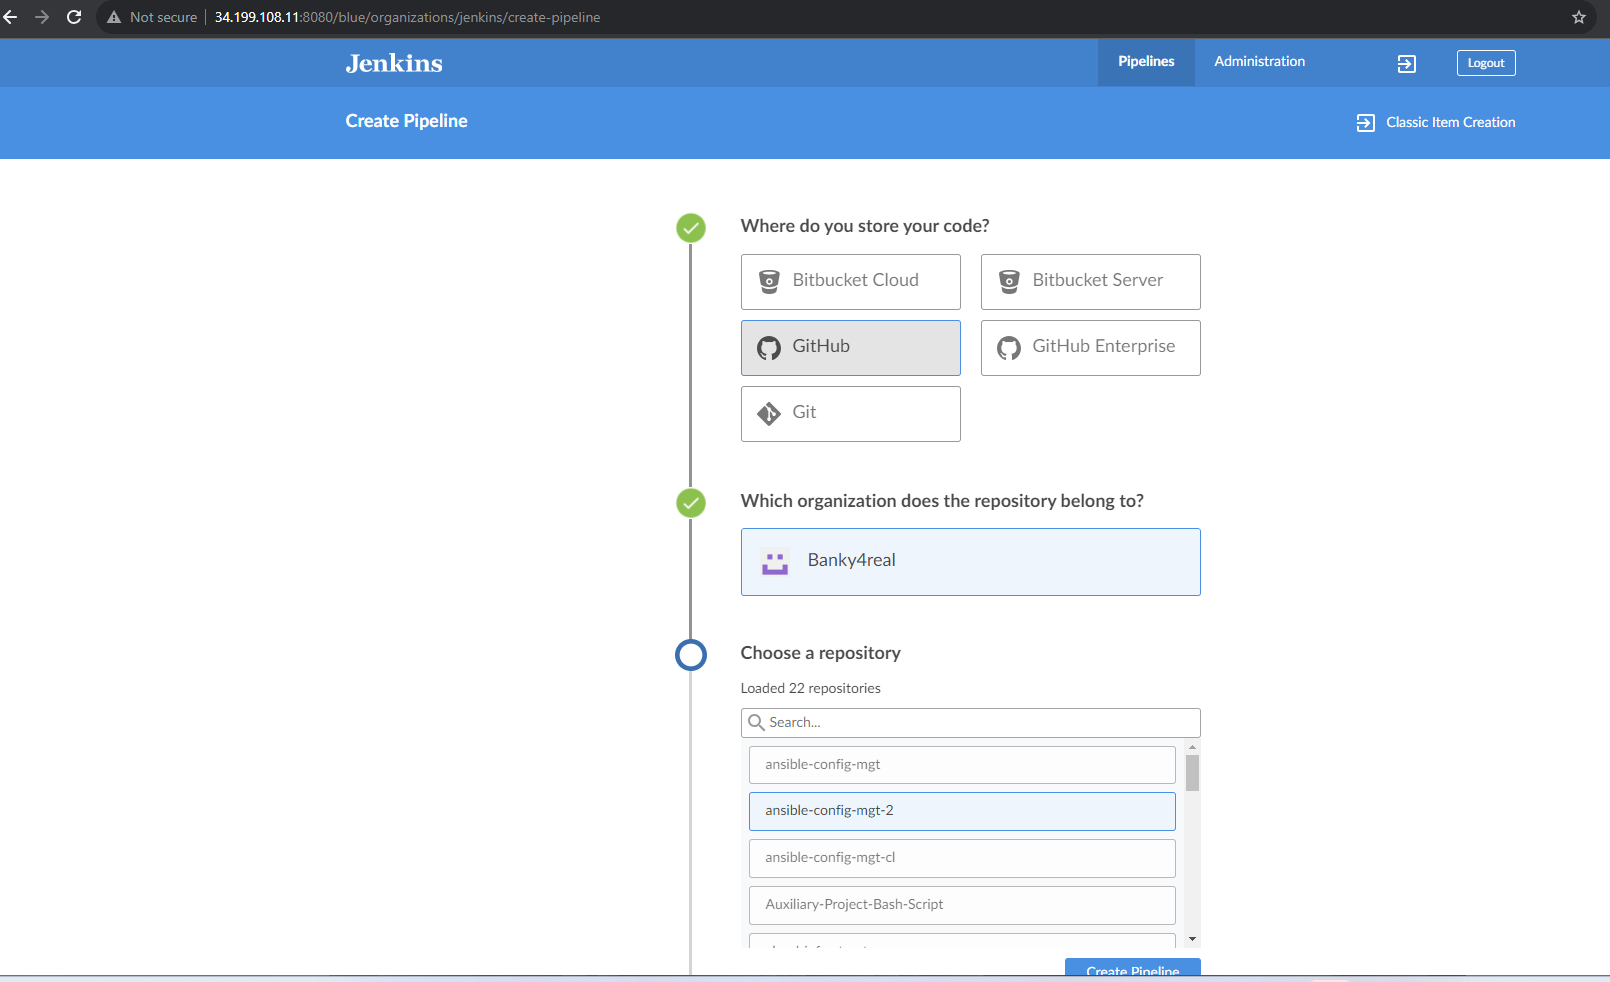 Not secure 34.199.108.11:8080/blue/organizations/jenkins/create-pipeline
Jenkins Pipelines Administration Logout
Create Pipeline Classic Item Creation
Where do you store your code?
Bitbucket Cloud Bitbucket Server
GitHub GitHub Enterprise
Git
Which organization does the repository belong to?
Banky4real
Choose a repository
Loaded 22 repositories
Search...
ansible-config-mgt
ansible-config-mgt-2
ansible-config-mgt-cl
Auxiliary-Project-Bash-Script
Create Pipeline